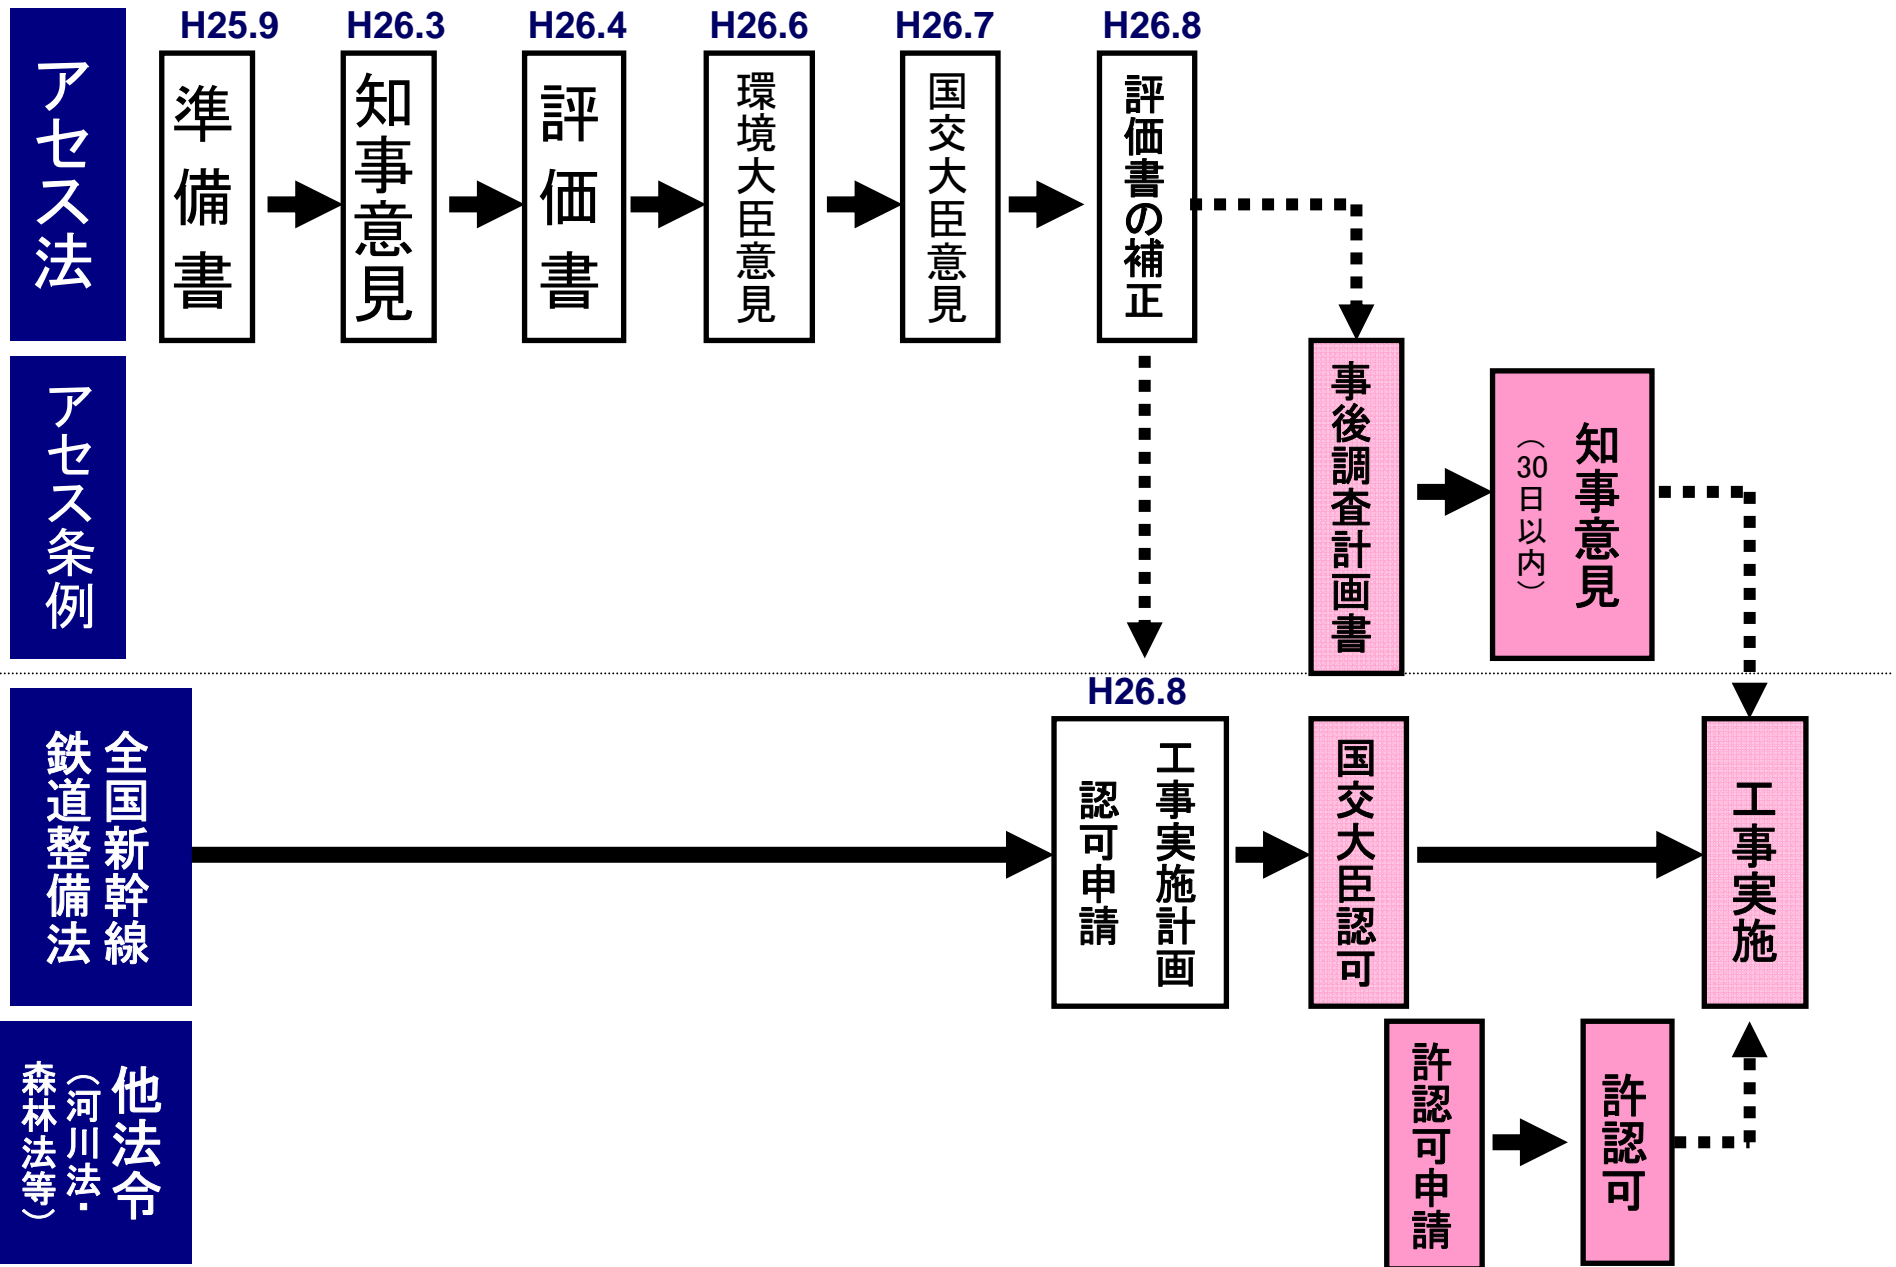 アセス法
H25.9
準備書
H26.3
知事意見
H26.4
評価書
H26.6
環境大臣意見
H26.7
国交大臣意見
H26.8
評価書の補正
アセス条例
事後調査計画書
知事意見
（30日以内）
全国新幹線
鉄道整備法
H26.8
工事実施計画
認可申請
国交大臣認可
工事実施
他法令
（河川法・
森林法等）
許認可申請
許認可